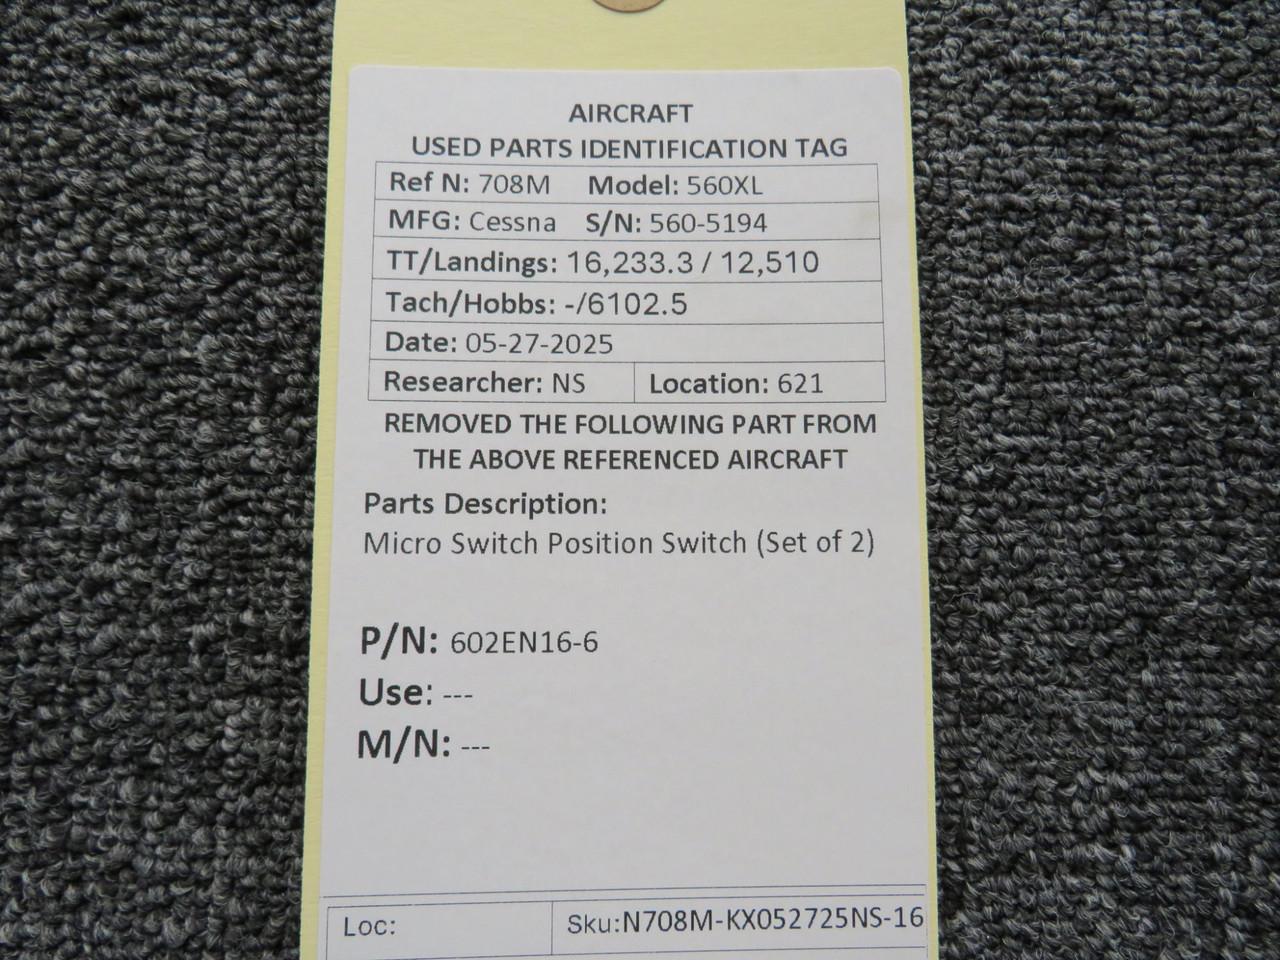 AIRCRAFT
USED PARTS IDENTIFICATION TAG
Ref N: 708M Model: 560XL
MFG: Cessna S/N: 560-5194
TT/Landings: 16,233.3 / 12,510
Tach/Hobbs: -/6102.5
Date: 05-27-2025
Researcher: NS Location: 621
REMOVED THE FOLLOWING PART FROM
THE ABOVE REFERENCED AIRCRAFT
Parts Description:
Micro Switch Position Switch (Set of 2)
P/N: 602EN16-6
Use: ---
M/N: ---
Loc: Sku:N708M-KX052725NS-16